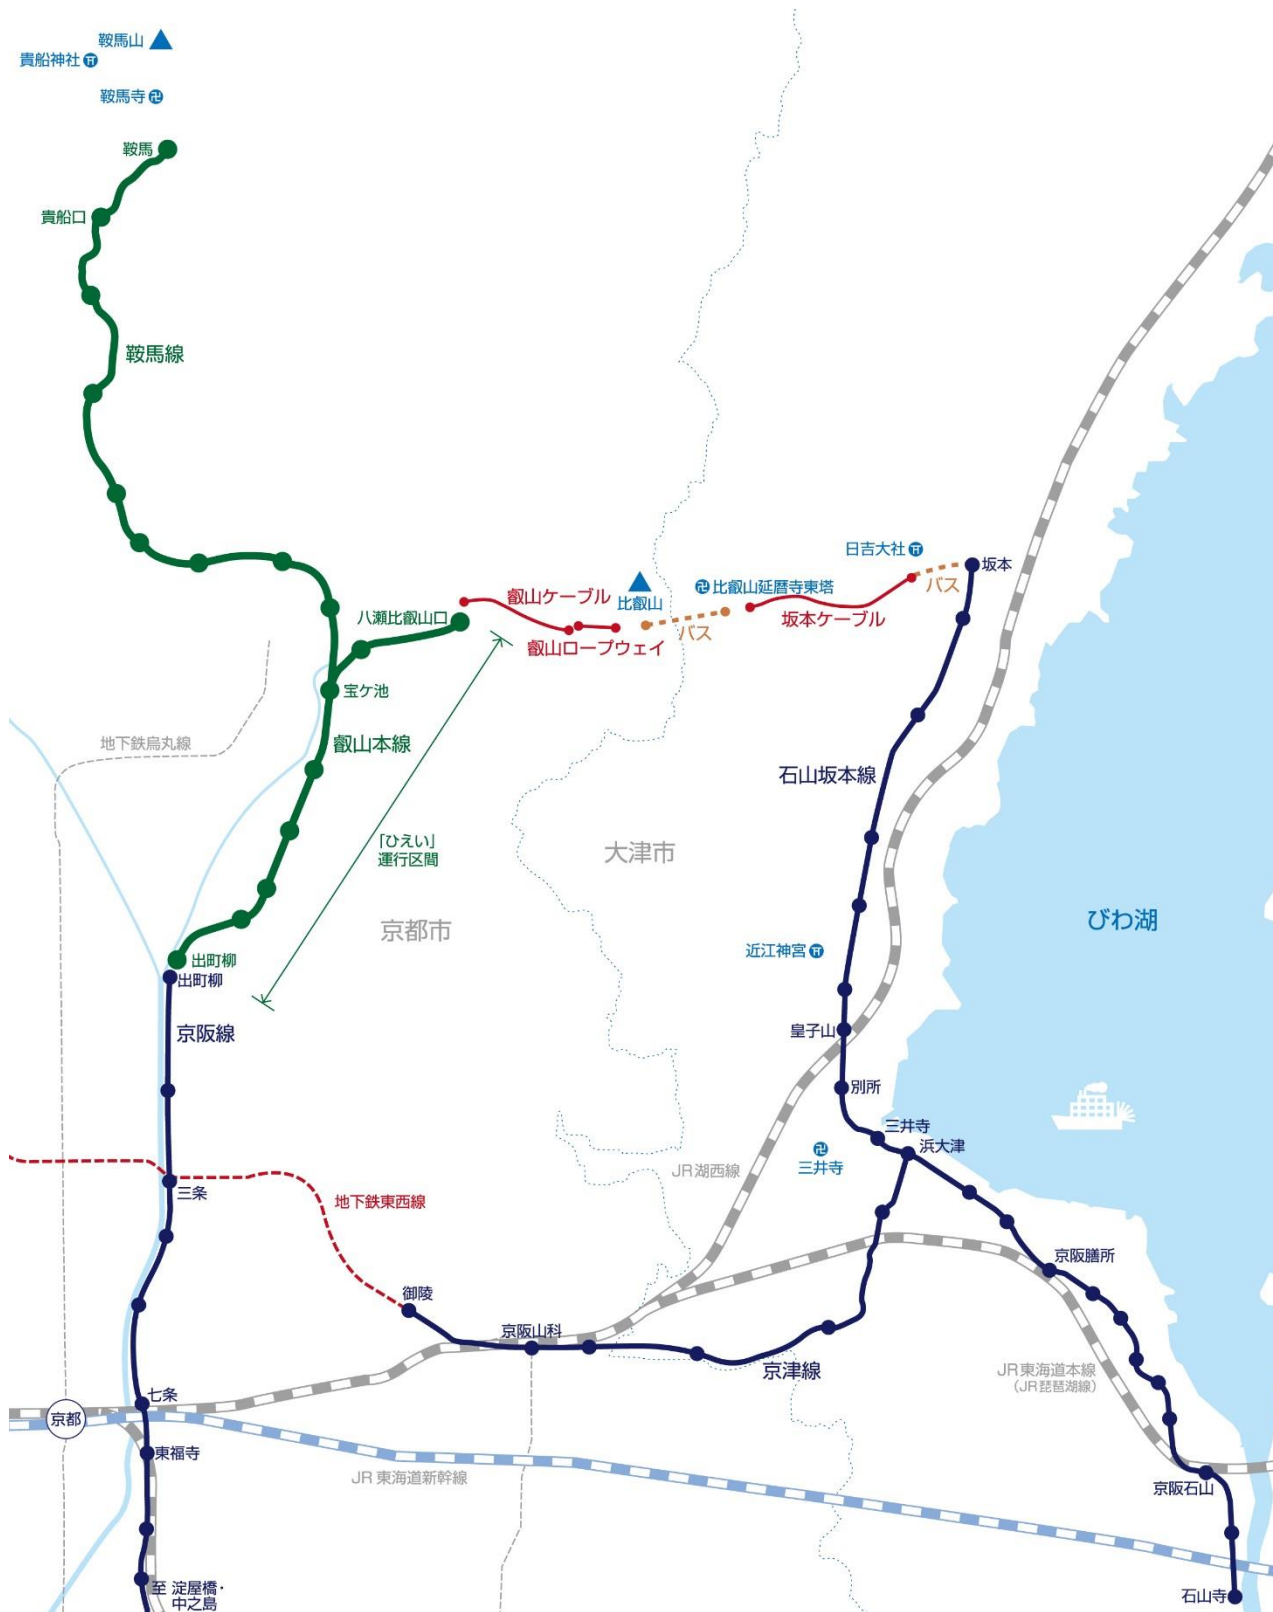 鞍馬山
貴船神社
鞍馬寺
鞍馬
貴船口
鞍馬線
日吉大社
坂本
バス
比叡山延暦寺東塔
叡山ケーブル
比叡山
八瀬比叡山口
坂本ケーブル
バス
叡山ロープウェイ
宝ケ池
地下鉄烏丸線
叡山本線
石山坂本線
「ひえい」
運行区間
大津市
京都市
びわ湖
近江神宮
出町柳
出町柳
京阪線
皇子山
別所
三井寺
浜大津
三井寺
JR湖西線
三条
地下鉄東西線
京阪膳所
御陵
京阪山科
京津線
JR東海道本線
（JR琵琶湖線）
七条
京都
東福寺
JR東海道新幹線
京阪石山
至 淀屋橋・
中之島
石山寺